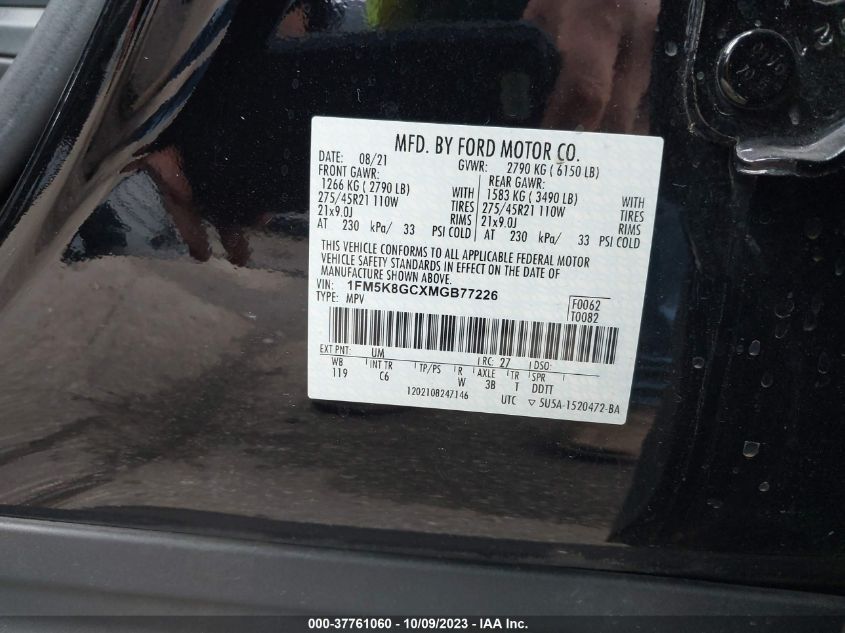 MFD. BY FORD MOTOR CO.
DATE: 08/21 GVWR: 2790 KG ( 6150 LB)
FRONT GAWR: REAR GAWR:
1266 KG ( 2790 LB) WITH 1583 KG ( 3490 LB) WITH
275/45R21 110W TIRES 275/45R21 110W TIRES
21x9.0J RIMS 21x9.0J RIMS
AT 230 kPa/ 33 PSI COLD AT 230 kPa/ 33 PSI COLD
THIS VEHICLE CONFORMS TO ALL APPLICABLE FEDERAL MOTOR
VEHICLE SAFETY STANDARDS IN EFFECT ON THE DATE OF
MANUFACTURE SHOWN ABOVE.
VIN: 1FM5K8GCXMGB77226 F0062
TYPE: MPV T0082
EXT PNT: UM RC: 27 DSO:
WB INT TR TP/PS R AXLE TR SPR
119 C6 W 3B T DDTT
1202108247146 UTC ▽ 5U5A-1520472-BA
000-37761060 - 10/09/2023 - IAA Inc.